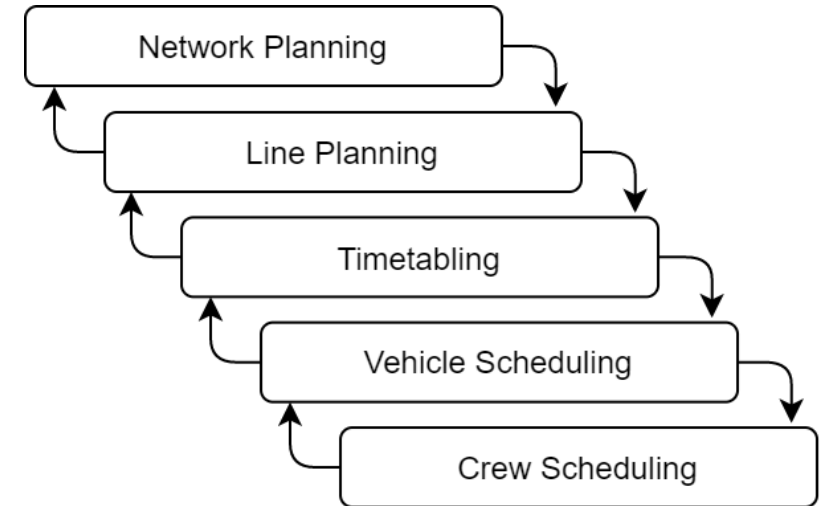 Network Planning
Line Planning
Timetabling
Vehicle Scheduling
Crew Scheduling